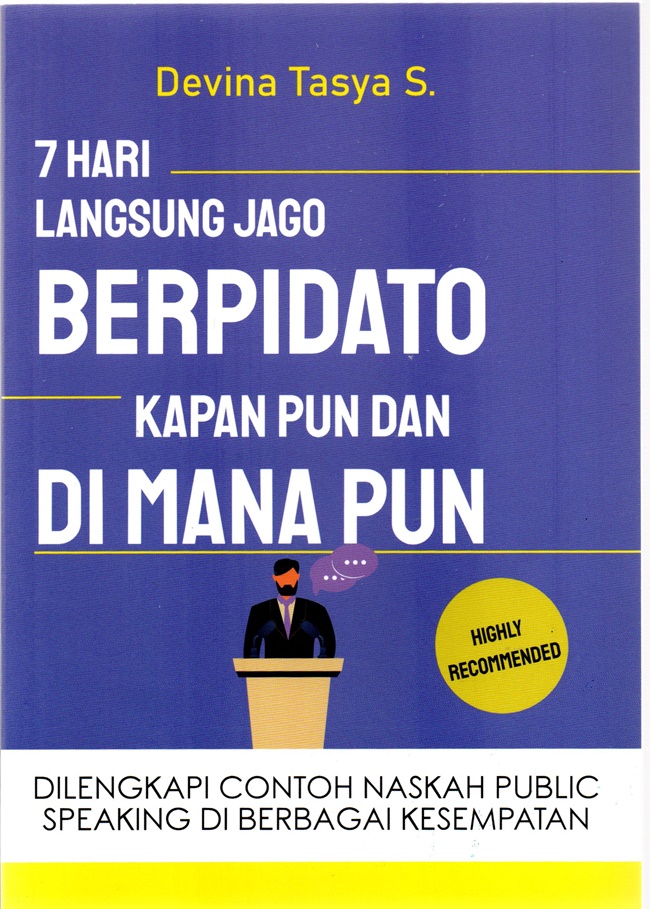 Devina Tasya S.
7 HARI
LANGSUNG JAGO
BERPIDATO
KAPAN PUN DAN
DI MANA PUN
HIGHLY
RECOMMENDED
DILENGKAPI CONTOH NASKAH PUBLIC
SPEAKING DI BERBAGAI KESEMPATAN